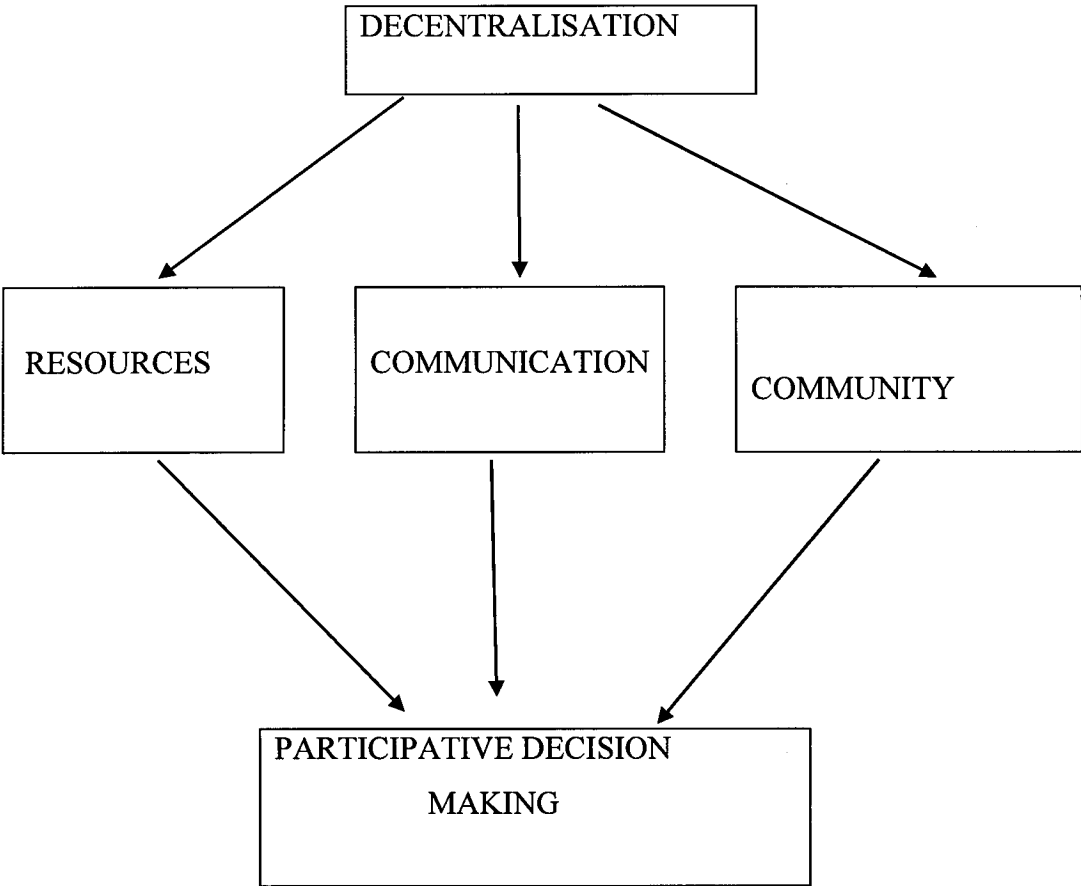 DECENTRALISATION
RESOURCES
COMMUNICATION
COMMUNITY
PARTICIPATIVE DECISION
MAKING